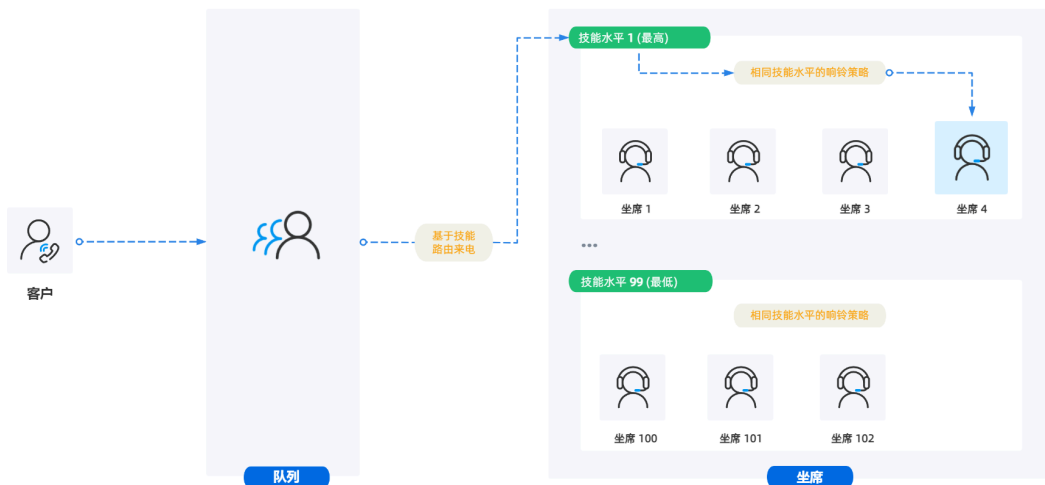 技能水平 1 (最高)
相同技能水平的响铃策略
坐席 1
坐席 2
坐席 3
坐席 4
基于技能
路由来电
客户
技能水平 99 (最低)
相同技能水平的响铃策略
坐席 100
坐席 101
坐席 102
队列
坐席